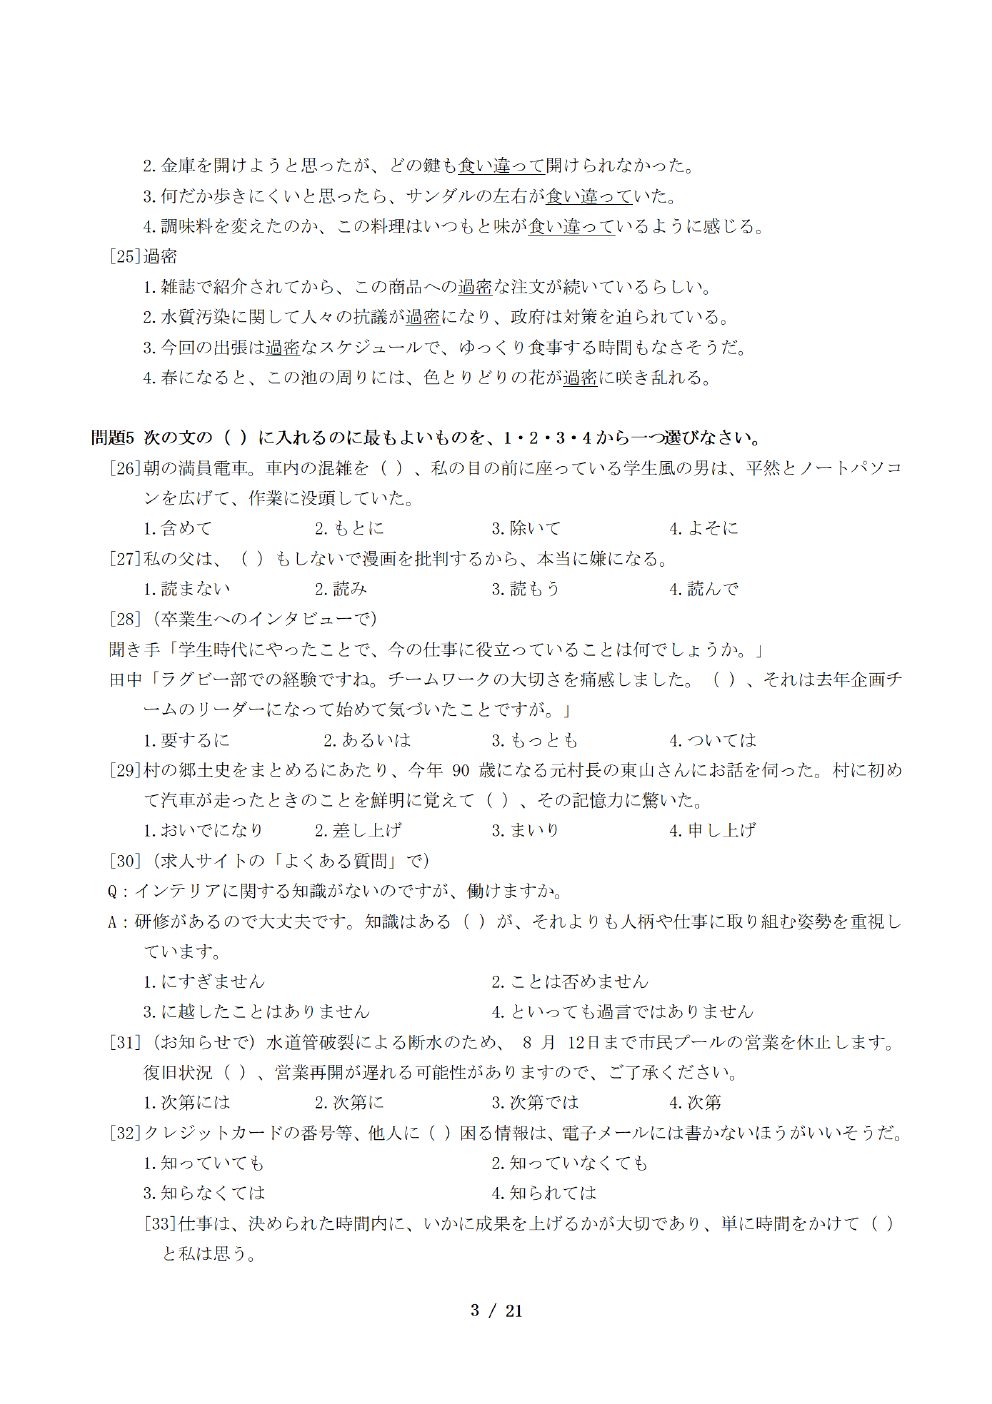 2.金庫を開けようと思ったが、どの鍵も食い違って開けられなかった。
3.何だか歩きにくいと思ったら、サンダルの左右が食い違っていた。
4.調味料を変えたのか、この料理はいつもと味が食い違っているように感じる。
[25]過密
1.雑誌で紹介されてから、この商品への過密な注文が続いているらしい。
2.水質汚染に関して人々の抗議が過密になり、政府は対策を迫られている。
3.今回の出張は過密なスケジュールで、ゆっくり食事する時間もなさそうだ。
4.春になると、この池の周りには、色とりどりの花が過密に咲き乱れる。
問題5 次の文の（ ）に入れるのに最もよいものを、1・2・3・4から一つ選びなさい。
[26]朝の満員電車。車内の混雑を（ ）、私の目の前に座っている学生風の男は、平然とノートパソコ
ンを広げて、作業に没頭していた。
1.含めて 2.もとに 3.除いて 4.よそに
[27]私の父は、（ ）もしないで漫画を批判するから、本当に嫌になる。
1.読まない 2.読み 3.読もう 4.読んで
[28]（卒業生へのインタビューで）
聞き手「学生時代にやったことで、今の仕事に役立っていることは何でしょうか。」
田中「ラグビー部での経験ですね。チームワークの大切さを痛感しました。（ ）、それは去年企画チ
ームのリーダーになって始めて気づいたことですが。」
1.要するに 2.あるいは 3.もっとも 4.ついては
[29]村の郷土史をまとめるにあたり、今年 90 歳になる元村長の東山さんにお話を伺った。村に初め
て汽車が走ったときのことを鮮明に覚えて（ ）、その記憶力に驚いた。
1.おいでになり 2.差し上げ 3.まいり 4.申し上げ
[30]（求人サイトの「よくある質問」で）
Q：インテリアに関する知識がないのですが、働けますか。
A：研修があるので大丈夫です。知識はある（ ）が、それよりも人柄や仕事に取り組む姿勢を重視し
ています。
1.にすぎません 2.ことは否めません
3.に越したことはありません 4.といっても過言ではありません
[31]（お知らせで）水道管破裂による断水のため、 8 月 12日まで市民プールの営業を休止します。
復旧状況（ ）、営業再開が遅れる可能性がありますので、ご了承ください。
1.次第には 2.次第に 3.次第では 4.次第
[32]クレジットカードの番号等、他人に（ ）困る情報は、電子メールには書かないほうがいいそうだ。
1.知っていても 2.知っていなくても
3.知らなくては 4.知られては
[33]仕事は、決められた時間内に、いかに成果を上げるかが大切であり、単に時間をかけて（ ）
と私は思う。
3 / 21